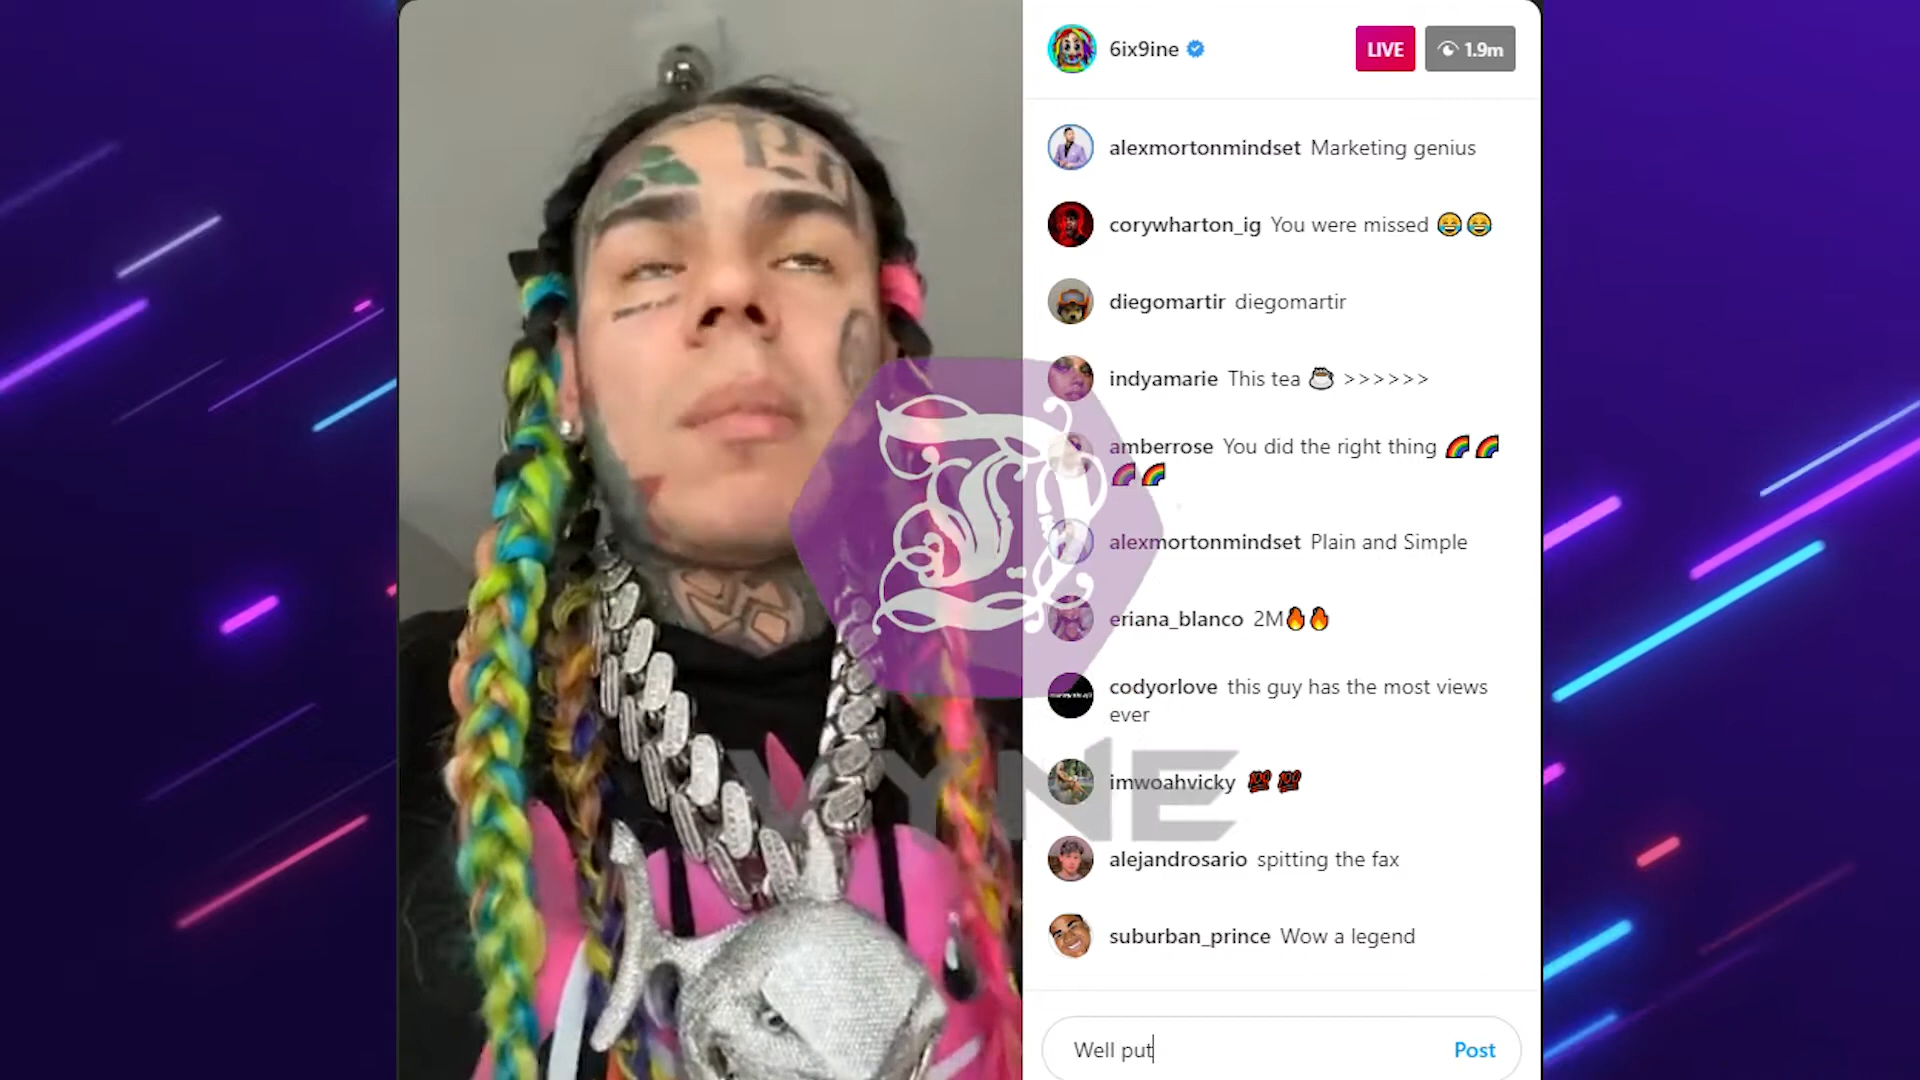 6ix9ine
LIVE
1.9m
alexmortonmindset Marketing genius
corywharton_ig You were missed 😂😂
diegomartir diegomartir
indyamarie This tea ☕ >>>>>>
amberrose You did the right thing 🌈🌈
🌈🌈
alexmortonmindset Plain and Simple
eriana_blanco 2M🔥🔥
codyorlove this guy has the most views
ever
imwoahvicky 💯💯
VYNE
alejandrosario spitting the fax
suburban_prince Wow a legend
Well put
Post